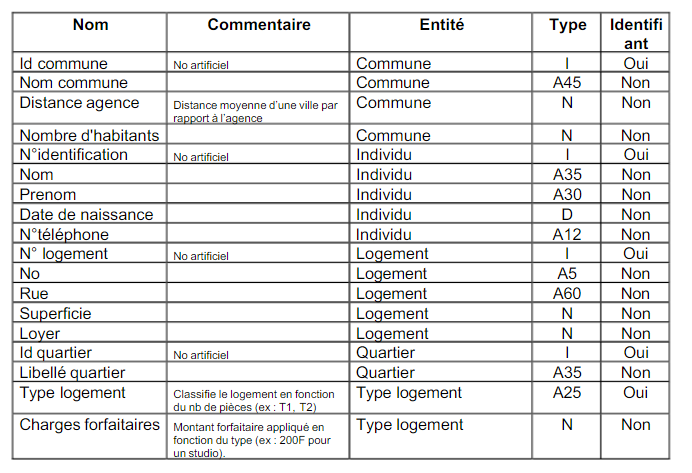 Nom Commentaire Entité Type Identifi
ant
Id commune No artificiel Commune I Oui
Nom commune Commune A45 Non
Distance agence Distance moyenne d'une ville par Commune N Non
rapport à l'agence
Nombre d'habitants Commune N Non
N°identification No artificiel Individu I Oui
Nom Individu A35 Non
Prenom Individu A30 Non
Date de naissance Individu D Non
N°téléphone Individu A12 Non
N° logement No artificiel Logement I Oui
No Logement A5 Non
Rue Logement A60 Non
Superficie Logement N Non
Loyer Logement N Non
Id quartier No artificiel Quartier I Oui
Libellé quartier Quartier A35 Non
Type logement Classifie le logement en fonction Type logement A25 Oui
du nb de pièces (ex : T1, T2)
Charges forfaitaires Montant forfaitaire appliqué en Type logement N Non
fonction du type (ex : 200F pour
un studio).